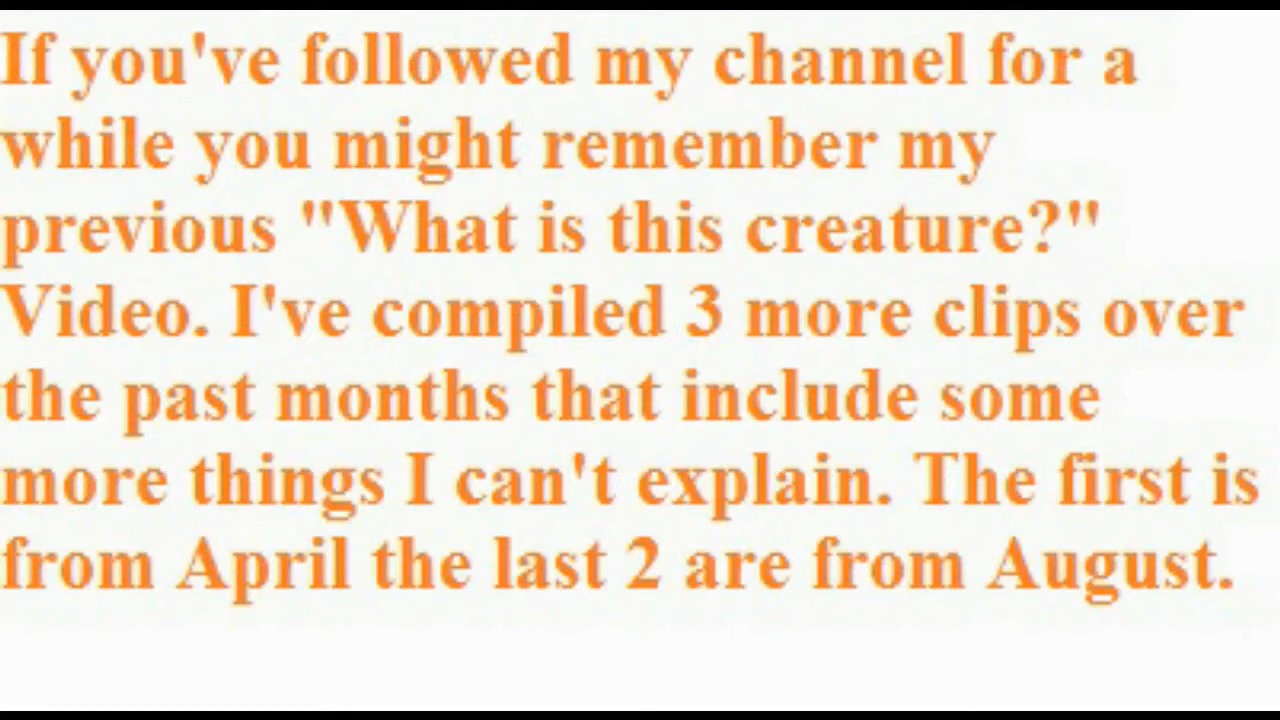 If you've followed my channel for a
while you might remember my
previous "What is this creature?"
Video. I've compiled 3 more clips over
the past months that include some
more things I can't explain. The first is
from April the last 2 are from August.